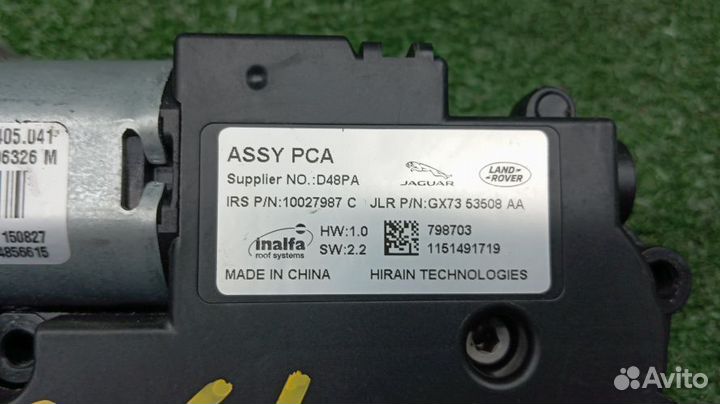 405.041
06326 M
150827
4856615
ASSY PCA
Supplier NO.:D48PA
JAGUAR
LAND-
ROVER
IRS P/N:10027987 C
JLR P/N:GX73 53508 AA
inalfa
roof systems
HW:1.0
SW:2.2
798703
1151491719
MADE IN CHINA
HIRAIN TECHNOLOGIES
Avito